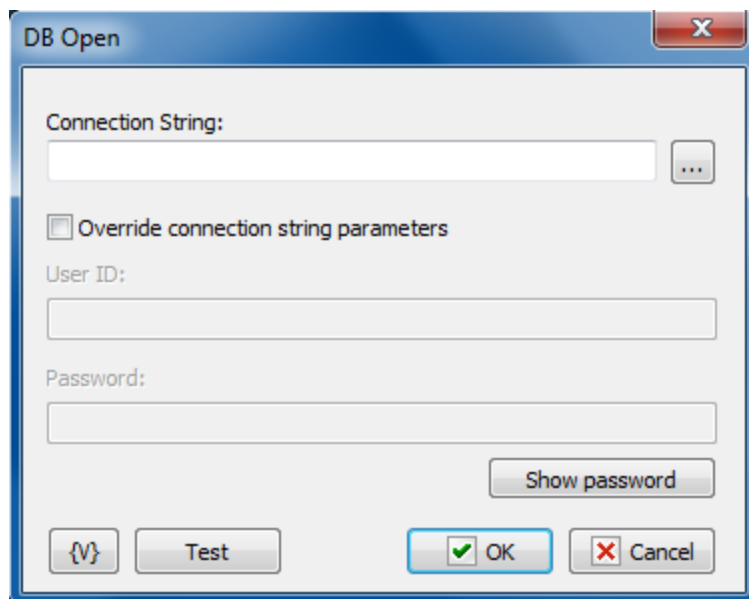 DB Open
Connection String:
...
Override connection string parameters
User ID:
Password:
Show password
{V} Test OK Cancel